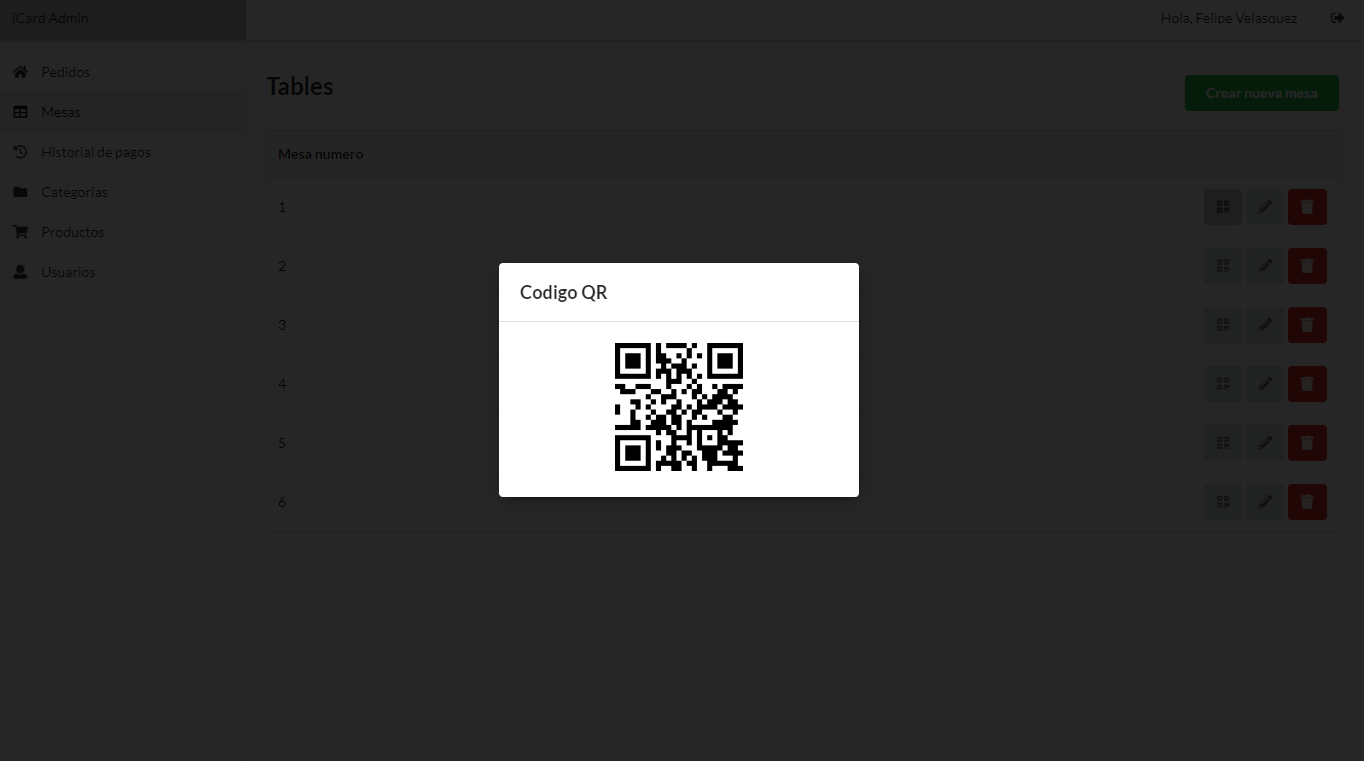 iCard Admin
Hola, Felipe Velasquez
Pedidos
Mesas
Historial de pagos
Categorias
Productos
Usuarios
Tables
Crear nueva mesa
Mesa numero
1
2
3
4
5
6
Codigo QR